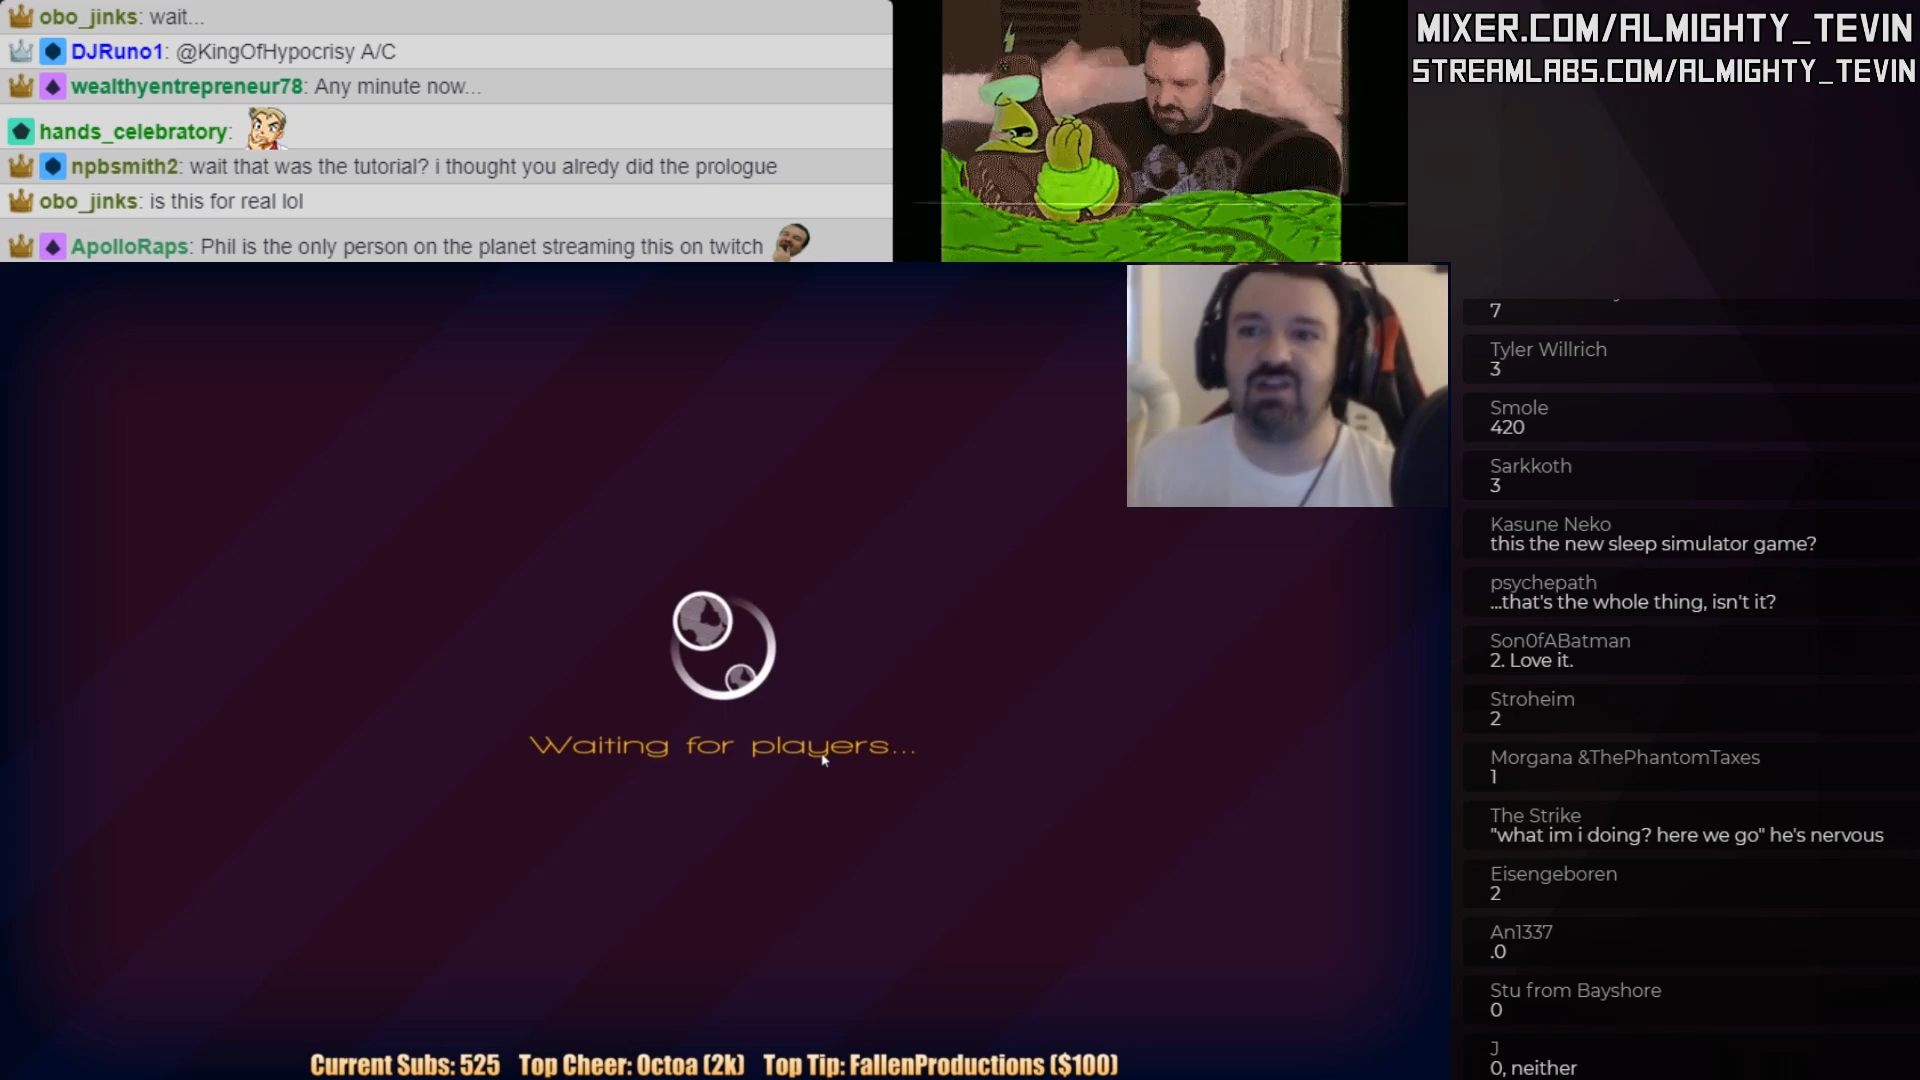 obo_jinks: wait...
DJRuno1: @KingOfHypocrisy A/C
wealthyentrepreneur78: Any minute now...
hands_celebratory:
npbsmith2: wait that was the tutorial? i thought you alredy did the prologue
obo_jinks: is this for real lol
ApolloRaps: Phil is the only person on the planet streaming this on twitch
MIXER.COM/ALMIGHTY_TEVIN
STREAMLABS.COM/ALMIGHTY_TEVIN
7
Tyler Willrich
3
Smole
420
Sarkkoth
3
Kasune Neko
this the new sleep simulator game?
psychepath
...that's the whole thing, isn't it?
Son0fABatman
2. Love it.
Stroheim
2
Morgana &ThePhantomTaxes
1
The Strike
"what im i doing? here we go" he's nervous
Eisengeboren
2
An1337
.0
Stu from Bayshore
0
J
0, neither
Waiting for players...
Current Subs: 525 Top Cheer: Octoa (2k) Top Tip: FallenProductions ($100)